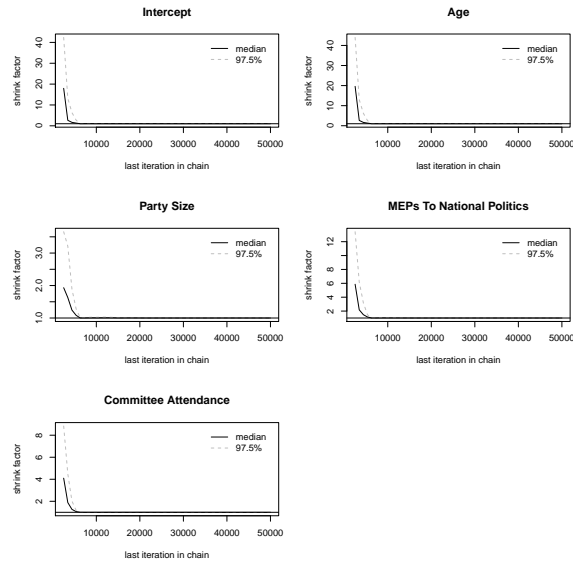 Intercept
shrink factor
0 10 20 30 40
median
97.5%
10000 20000 30000 40000 50000
last iteration in chain
Age
shrink factor
0 10 20 30 40
median
97.5%
10000 20000 30000 40000 50000
last iteration in chain
Party Size
shrink factor
1.0 2.0 3.0
median
97.5%
10000 20000 30000 40000 50000
last iteration in chain
MEPs To National Politics
shrink factor
2 4 6 8 12
median
97.5%
10000 20000 30000 40000 50000
last iteration in chain
Committee Attendance
shrink factor
2 4 6 8
median
97.5%
10000 20000 30000 40000 50000
last iteration in chain